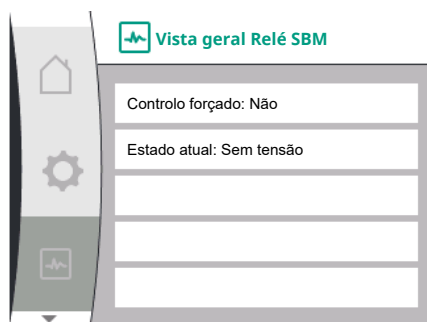 Vista geral Relé SBM
Controlo forçado: Não
Estado atual: Sem tensão